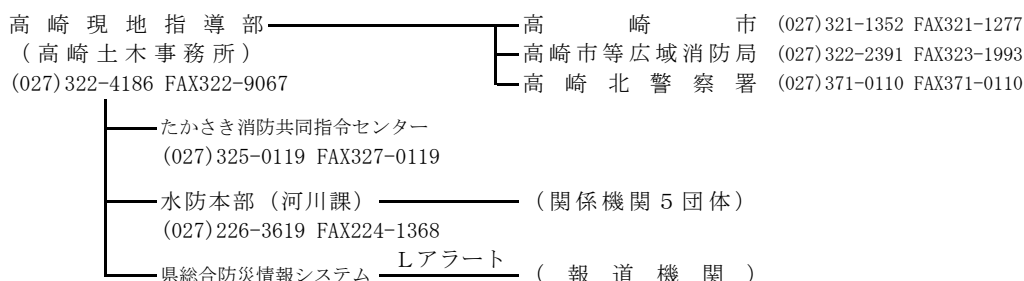 高崎現地指導部 高崎市 (027)321-1352 FAX321-1277
(高崎土木事務所) 高崎市等広域消防局 (027)322-2391 FAX323-1993
(027)322-4186 FAX322-9067 高崎北警察署 (027)371-0110 FAX371-0110
たかさき消防共同指令センター
(027)325-0119 FAX327-0119
水防本部(河川課) (関係機関5団体)
(027)226-3619 FAX224-1368
県総合防災情報システム Lアラート (報道機関)